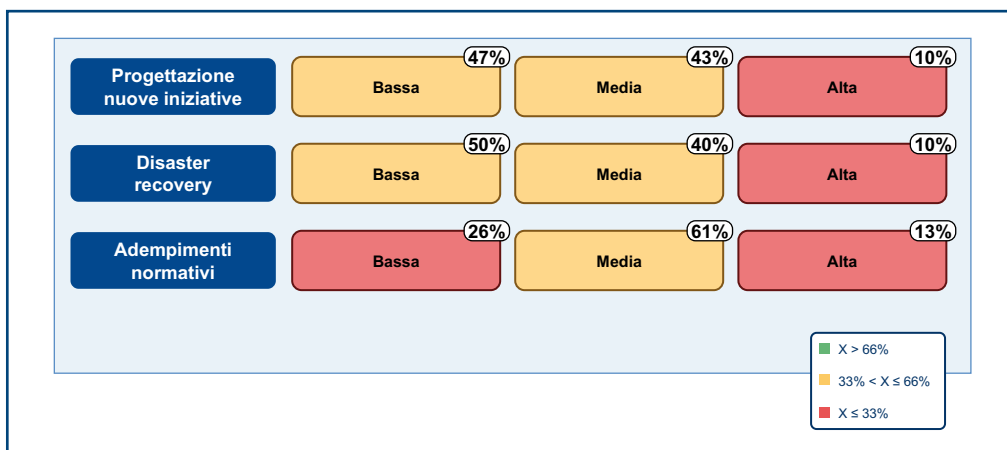 Progettazione
nuove iniziative
47%
Bassa
43%
Media
10%
Alta
Disaster
recovery
50%
Bassa
40%
Media
10%
Alta
Adempimenti
normativi
26%
Bassa
61%
Media
13%
Alta
X > 66%
33% < X ≤ 66%
X ≤ 33%